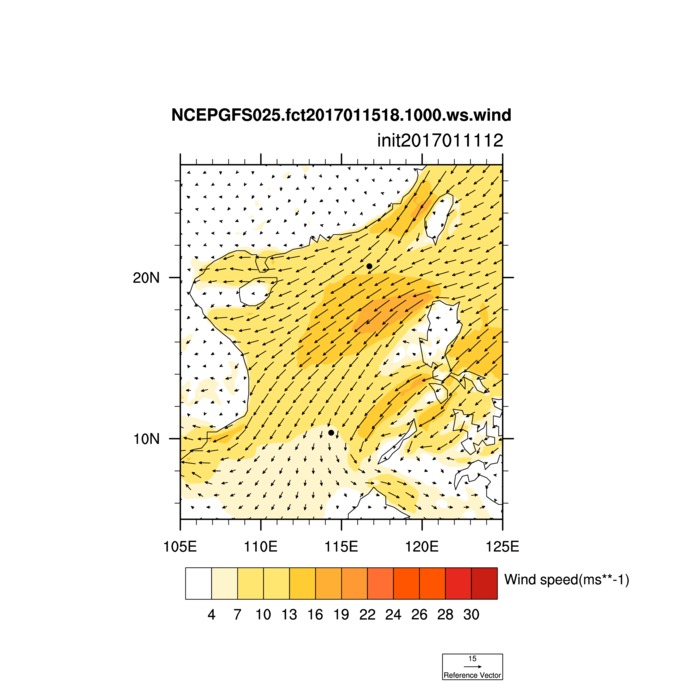 NCEPGFS025.fct2017011518.1000.ws.wind
init2017011112
20N
10N
105E 110E 115E 120E 125E
Wind speed(ms**-1)
4 7 10 13 16 19 22 24 26 28 30
15
Reference Vector